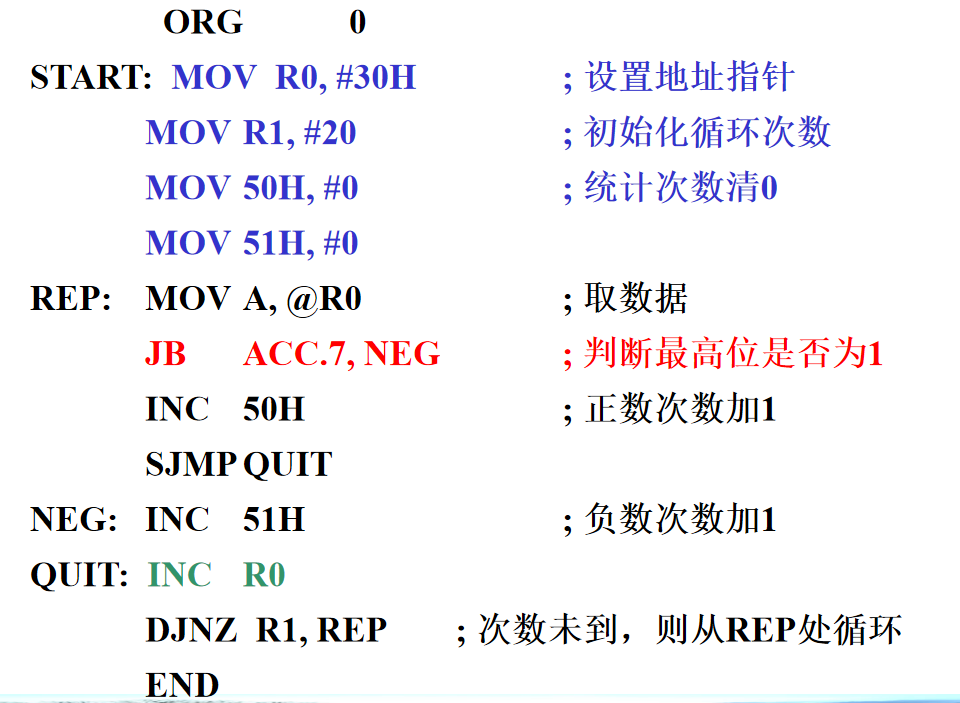 ORG 0
START: MOV R0, #30H ; 设置地址指针
MOV R1, #20 ; 初始化循环次数
MOV 50H, #0 ; 统计次数清0
MOV 51H, #0
REP: MOV A, @R0 ; 取数据
JB ACC.7, NEG ; 判断最高位是否为1
INC 50H ; 正数次数加1
SJMP QUIT
NEG: INC 51H ; 负数次数加1
QUIT: INC R0
DJNZ R1, REP ; 次数未到，则从REP处循环
END